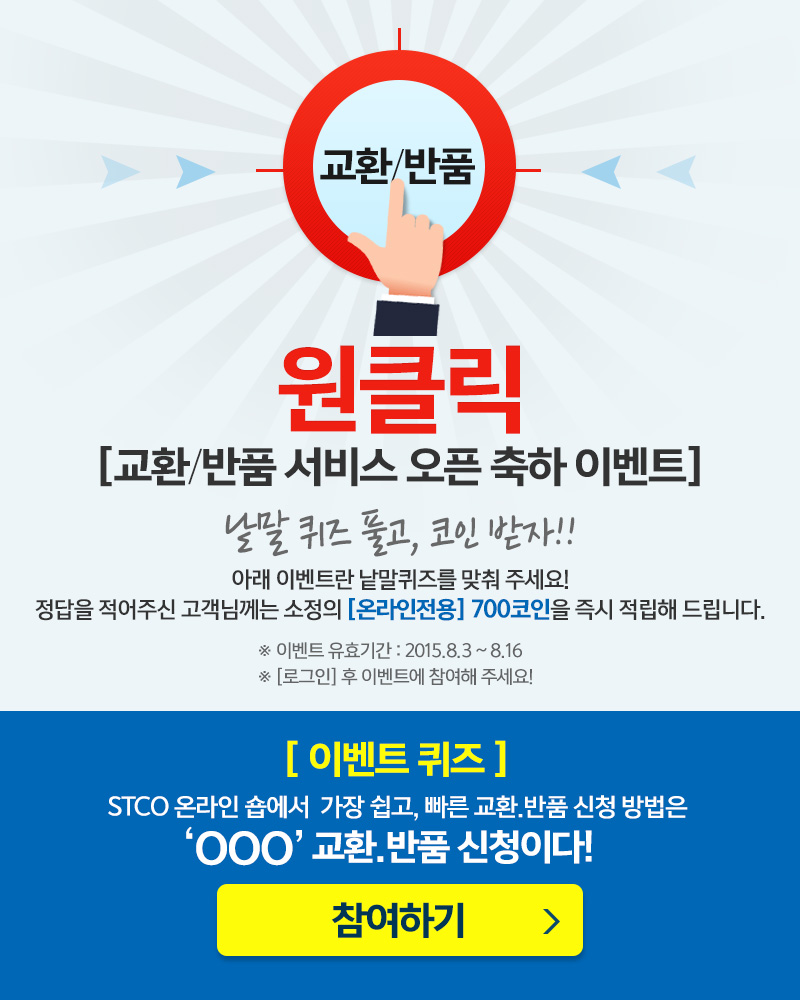 교환/반품
원클릭
[교환/반품 서비스 오픈 축하 이벤트]
낱말 퀴즈 풀고, 코인 받자!!
아래 이벤트란 낱말퀴즈를 맞춰 주세요!
정답을 적어주신 고객님께는 소정의 [온라인전용] 700코인을 즉시 적립해 드립니다.
※ 이벤트 유효기간 : 2015.8.3 ~ 8.16
※ [로그인] 후 이벤트에 참여해 주세요!
[ 이벤트 퀴즈 ]
STCO 온라인 숍에서 가장 쉽고, 빠른 교환.반품 신청 방법은
‘OOO’ 교환.반품 신청이다!
참여하기